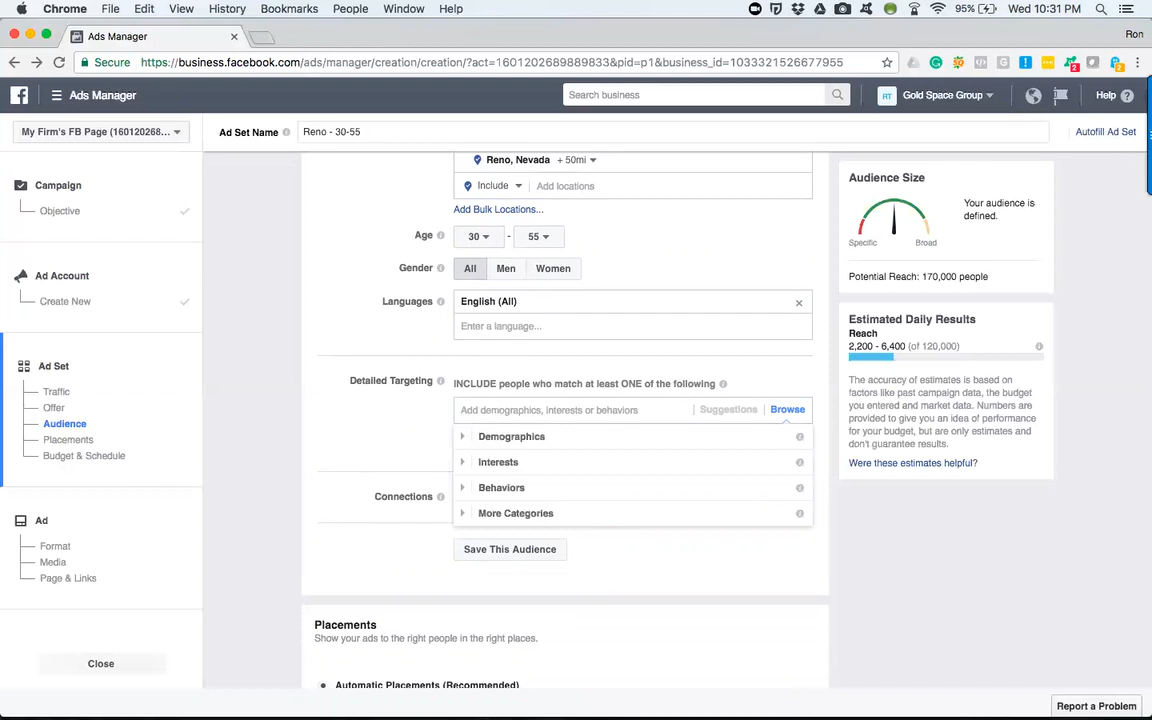 Chrome File Edit View History Bookmarks People Window Help 95% Wed 10:31 PM
Ads Manager Ron
Secure https://business.facebook.com/ads/manager/creation/creation/?act=1601202689889833&pid=p1&business_id=1033321526677955
Ads Manager Search business RT Gold Space Group Help
My Firm's FB Page (160120268... Ad Set Name Reno - 30-55 Autofill Ad Set
Campaign
Objective
Ad Account
Create New
Ad Set
Traffic
Offer
Audience
Placements
Budget & Schedule
Ad
Format
Media
Page & Links
Close
Reno, Nevada + 50mi
Include Add locations
Add Bulk Locations...
Age 30 - 55
Gender All Men Women
Languages English (All)
Enter a language...
Detailed Targeting INCLUDE people who match at least ONE of the following
Add demographics, interests or behaviors Suggestions Browse
Demographics
Interests
Behaviors
More Categories
Connections
Save This Audience
Placements
Show your ads to the right people in the right places.
Automatic Placements (Recommended)
Audience Size
Your audience is
defined.
Specific Broad
Potential Reach: 170,000 people
Estimated Daily Results
Reach
2,200 - 6,400 (of 120,000)
The accuracy of estimates is based on
factors like past campaign data, the budget
you entered and market data. Numbers are
provided to give you an idea of performance
for your budget, but are only estimates and
don't guarantee results.
Were these estimates helpful?
Report a Problem